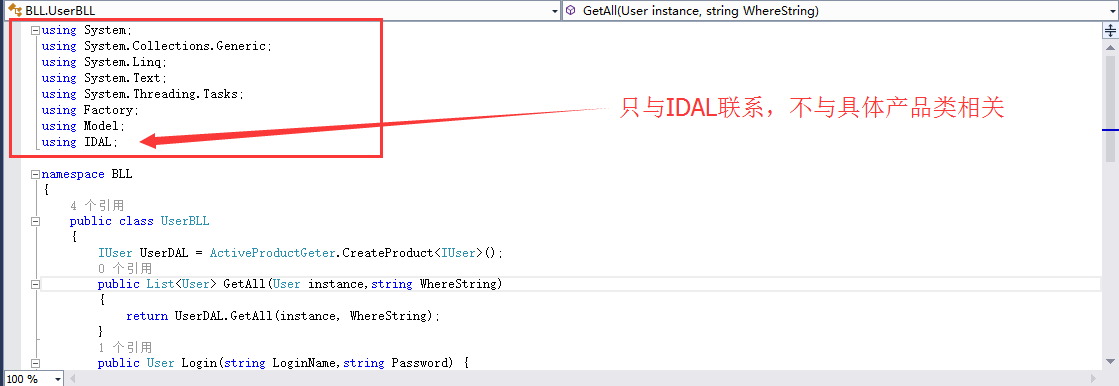 BLL.UserBLL
GetAll(User instance, string WhereString)
using System;
using System.Collections.Generic;
using System.Linq;
using System.Text;
using System.Threading.Tasks;
using Factory;
using Model;
using IDAL;
只与IDAL联系，不与具体产品类相关
namespace BLL
{
4 个引用
public class UserBLL
{
IUser UserDAL = ActiveProductGeter.CreateProduct<IUser>();
0 个引用
public List<User> GetAll(User instance,string WhereString)
{
return UserDAL.GetAll(instance, WhereString);
}
1 个引用
public User Login(string LoginName,string Password) {
100 %